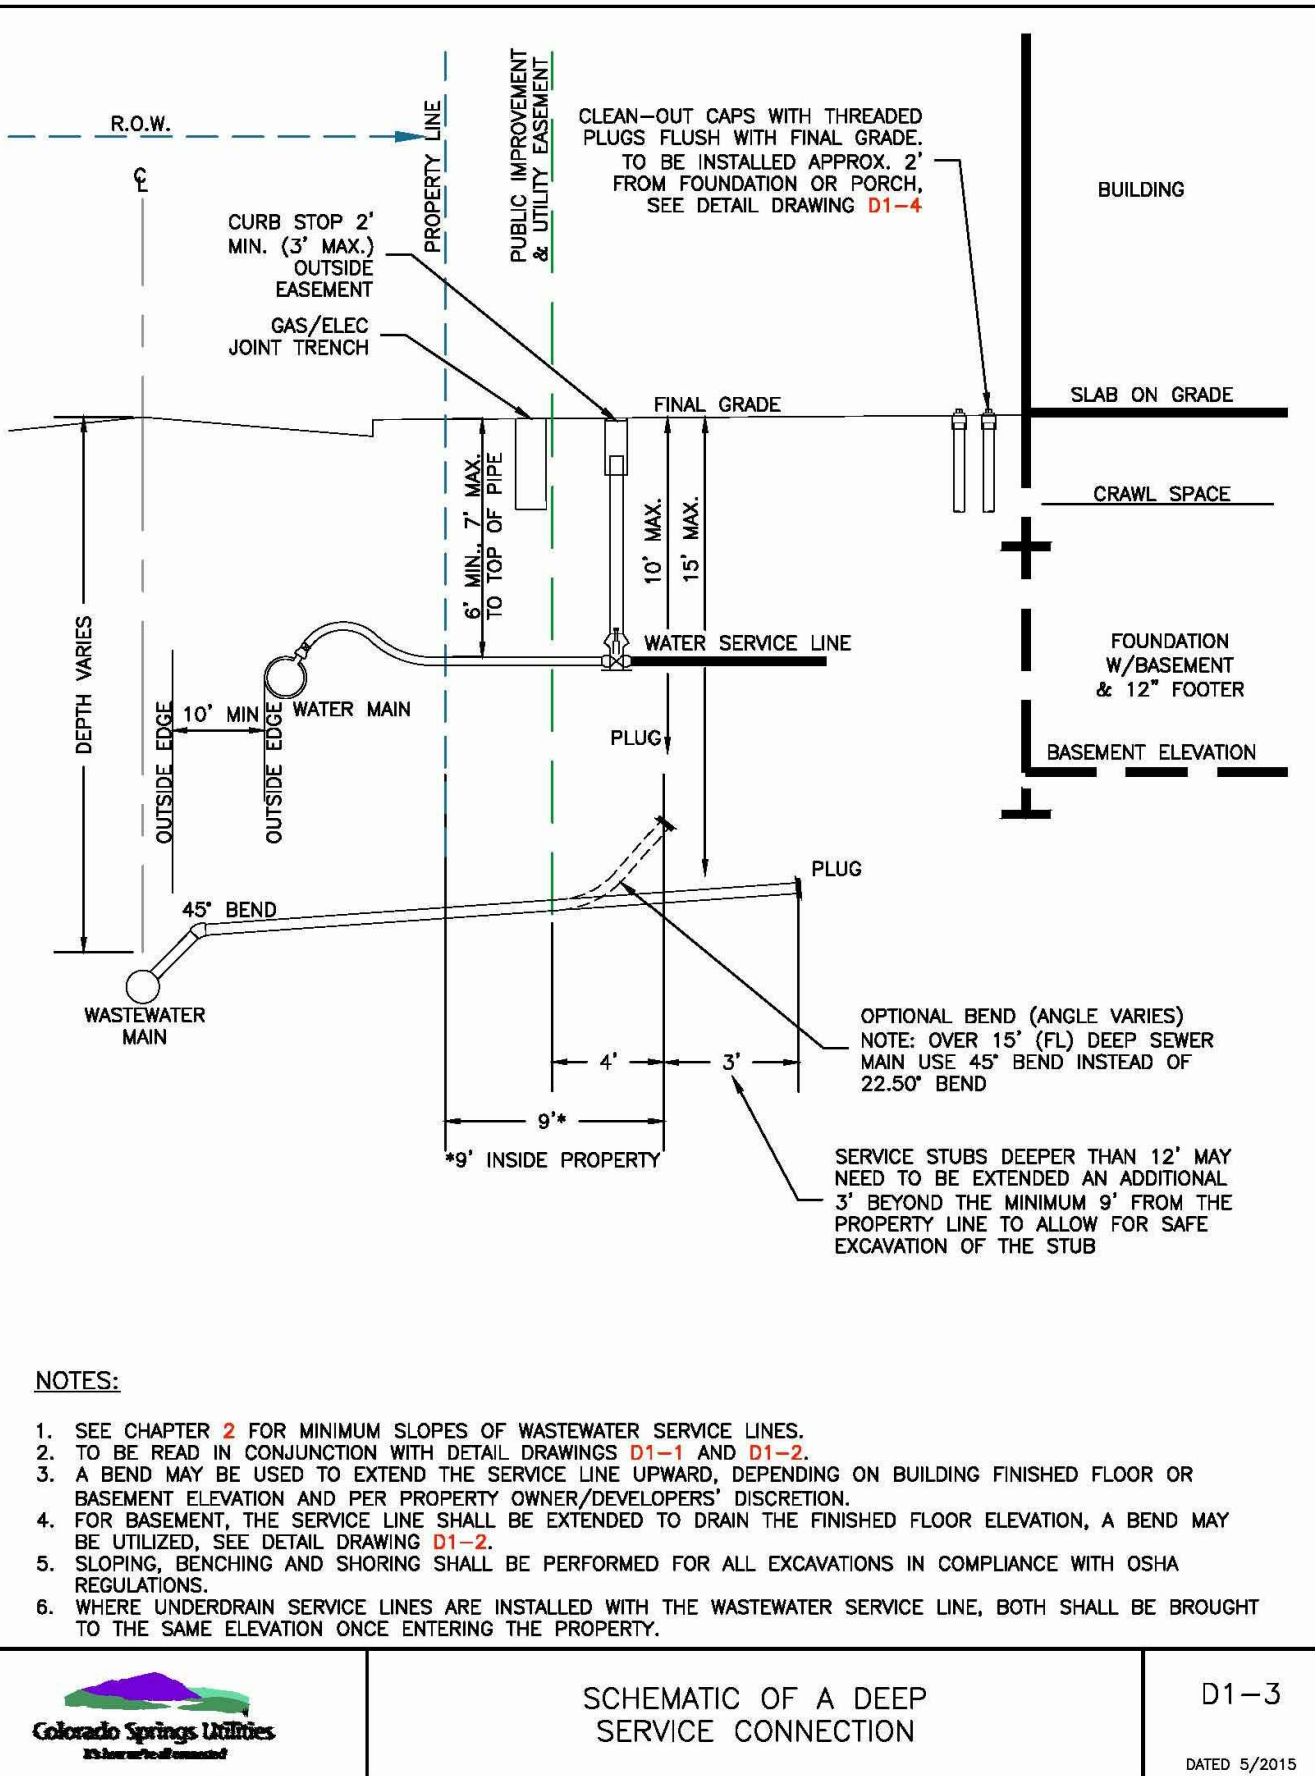 R.O.W.
℄
PROPERTY LINE
PUBLIC IMPROVEMENT
& UTILITY EASEMENT
CLEAN-OUT CAPS WITH THREADED
PLUGS FLUSH WITH FINAL GRADE.
TO BE INSTALLED APPROX. 2'
FROM FOUNDATION OR PORCH,
SEE DETAIL DRAWING D1-4
BUILDING
CURB STOP 2'
MIN. (3' MAX.)
OUTSIDE
EASEMENT
GAS/ELEC
JOINT TRENCH
FINAL GRADE
SLAB ON GRADE
CRAWL SPACE
6' MIN., 7' MAX.
TO TOP OF PIPE
10' MAX.
15' MAX.
DEPTH VARIES
WATER SERVICE LINE
FOUNDATION
W/BASEMENT
& 12" FOOTER
OUTSIDE EDGE
10' MIN
OUTSIDE EDGE
WATER MAIN
PLUG
BASEMENT ELEVATION
PLUG
45° BEND
WASTEWATER
MAIN
OPTIONAL BEND (ANGLE VARIES)
NOTE: OVER 15' (FL) DEEP SEWER
MAIN USE 45° BEND INSTEAD OF
22.50° BEND
4'
3'
9'*
*9' INSIDE PROPERTY
SERVICE STUBS DEEPER THAN 12' MAY
NEED TO BE EXTENDED AN ADDITIONAL
3' BEYOND THE MINIMUM 9' FROM THE
PROPERTY LINE TO ALLOW FOR SAFE
EXCAVATION OF THE STUB
NOTES:
1. SEE CHAPTER 2 FOR MINIMUM SLOPES OF WASTEWATER SERVICE LINES.
2. TO BE READ IN CONJUNCTION WITH DETAIL DRAWINGS D1-1 AND D1-2.
3. A BEND MAY BE USED TO EXTEND THE SERVICE LINE UPWARD, DEPENDING ON BUILDING FINISHED FLOOR OR
BASEMENT ELEVATION AND PER PROPERTY OWNER/DEVELOPERS' DISCRETION.
4. FOR BASEMENT, THE SERVICE LINE SHALL BE EXTENDED TO DRAIN THE FINISHED FLOOR ELEVATION, A BEND MAY
BE UTILIZED, SEE DETAIL DRAWING D1-2.
5. SLOPING, BENCHING AND SHORING SHALL BE PERFORMED FOR ALL EXCAVATIONS IN COMPLIANCE WITH OSHA
REGULATIONS.
6. WHERE UNDERDRAIN SERVICE LINES ARE INSTALLED WITH THE WASTEWATER SERVICE LINE, BOTH SHALL BE BROUGHT
TO THE SAME ELEVATION ONCE ENTERING THE PROPERTY.
Colorado Springs Utilities
It's how we're all connected
SCHEMATIC OF A DEEP
SERVICE CONNECTION
D1-3
DATED 5/2015